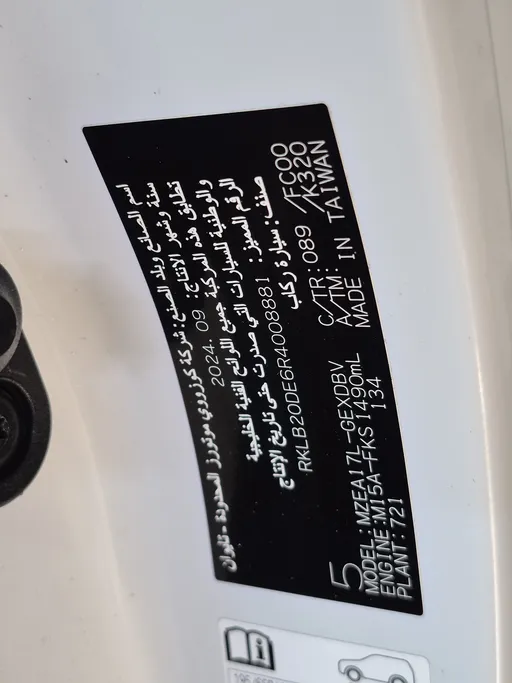 اسم الصانع وبلد الصنع: شركة كوزووي موتورز المحدودة - تايوان
سنة وشهر الإنتاج: 2024. 09
تطابق هذه المركبة جميع اللوائح الفنية الخليجية
والوطنية للسيارات التي صدرت حتى تاريخ الإنتاج
الرقم المميز: RKLB20DE6R4008881
صنف: سيارة ركاب
5
MODEL:MZEA17L-GEXDBV C/TR:089 /FC00
ENGINE:M15A-FKS 1490mL A/TM: /K320
PLANT:721 134 MADE IN TAIWAN
i